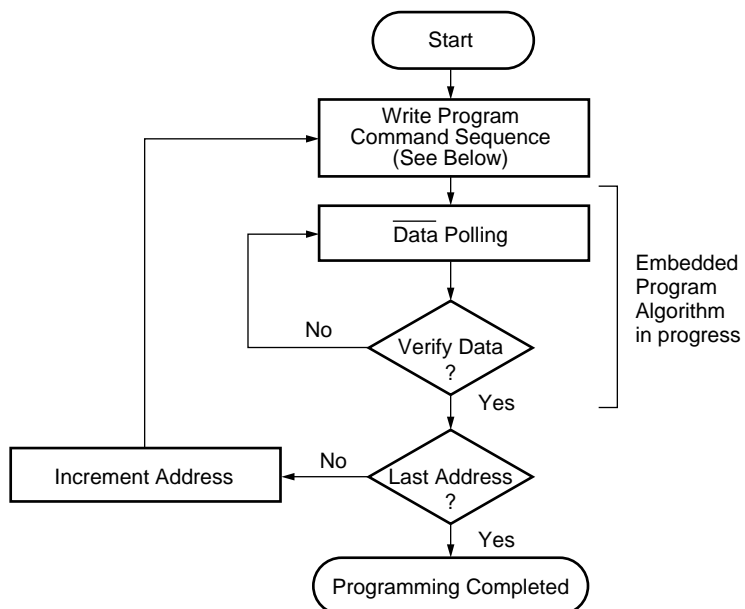 Start
Write Program
Command Sequence
(See Below)
Data Polling
Embedded
Program
Algorithm
in progress
No
Verify Data
?
Yes
No
Increment Address
Last Address
?
Yes
Programming Completed